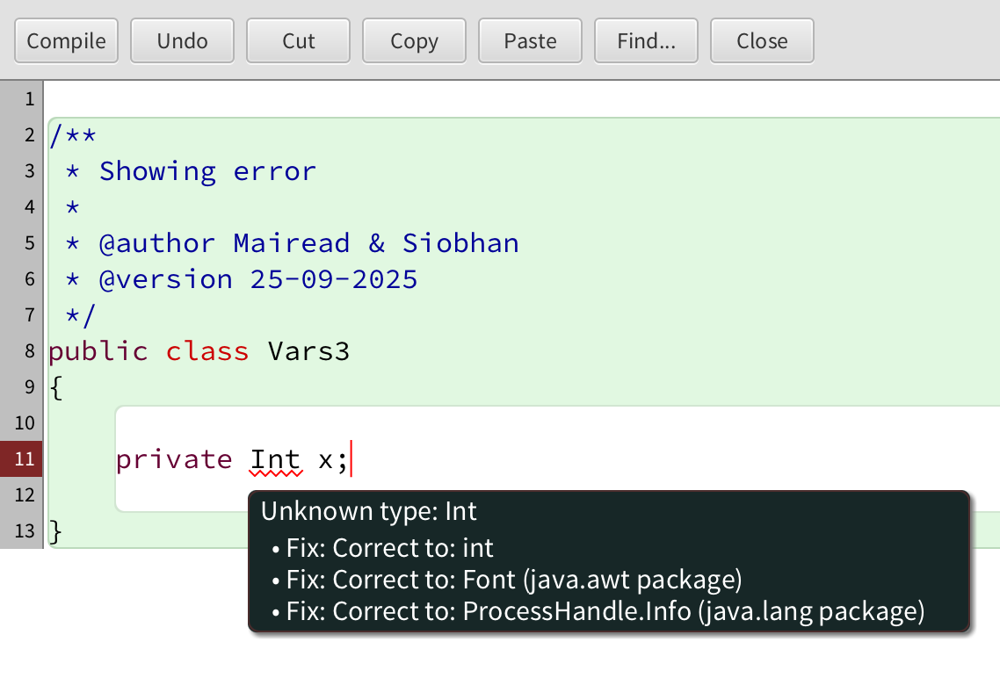 Compile Undo Cut Copy Paste Find... Close
1
2 /**
3  * Showing error
4  *
5  * @author Mairead & Siobhan
6  * @version 25-09-2025
7  */
8 public class Vars3
9 {
10
11     private Int x;
12
13 }
Unknown type: Int
• Fix: Correct to: int
• Fix: Correct to: Font (java.awt package)
• Fix: Correct to: ProcessHandle.Info (java.lang package)